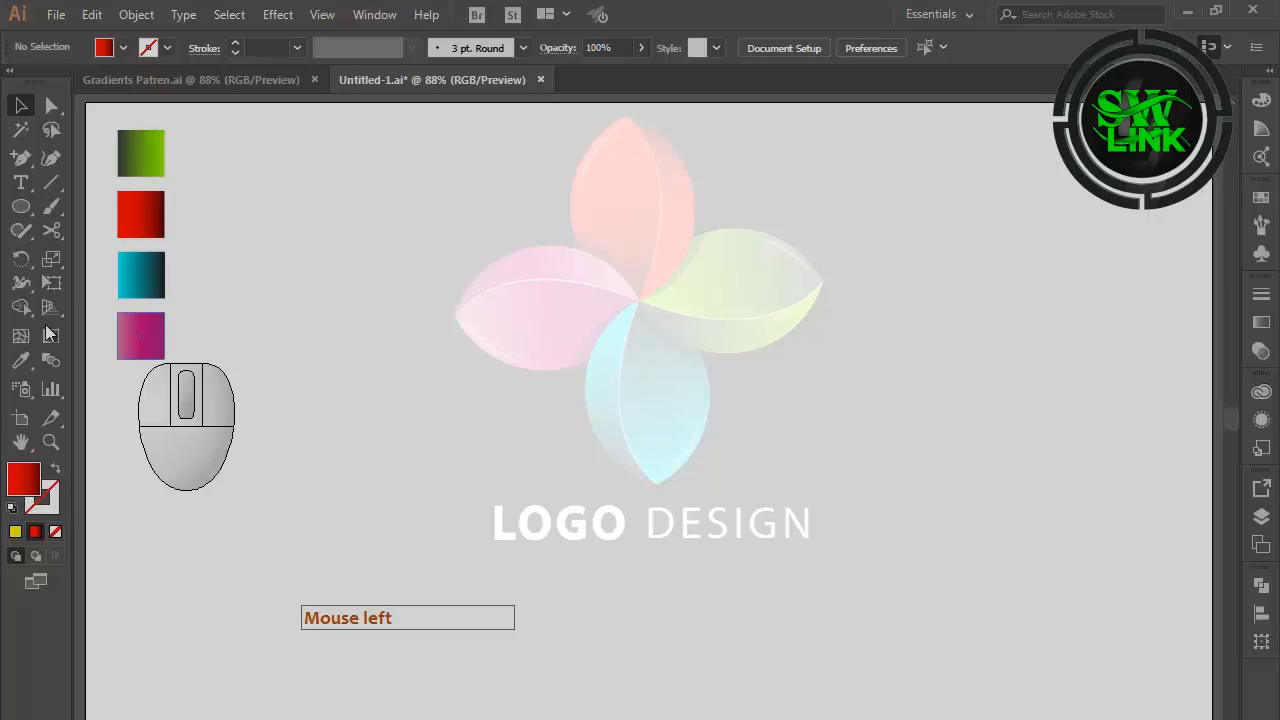 Ai File Edit Object Type Select Effect View Window Help Br St Essentials Search Adobe Stock
No Selection Stroke: 3 pt. Round Opacity: 100% Style: Document Setup Preferences
Gradients Patren.ai @ 88% (RGB/Preview) × Untitled-1.ai* @ 88% (RGB/Preview) ×
SW
LINK
LOGO DESIGN
Mouse left